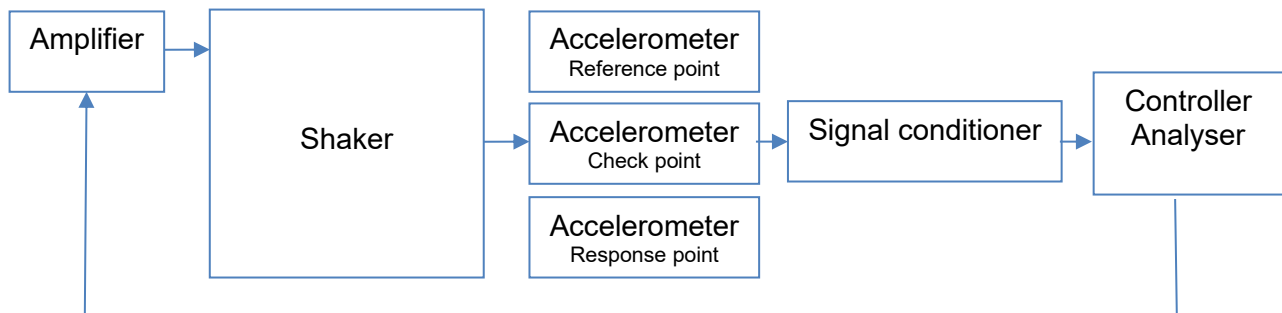 Amplifier
Shaker
Accelerometer
Reference point
Accelerometer
Check point
Accelerometer
Response point
Signal conditioner
Controller
Analyser